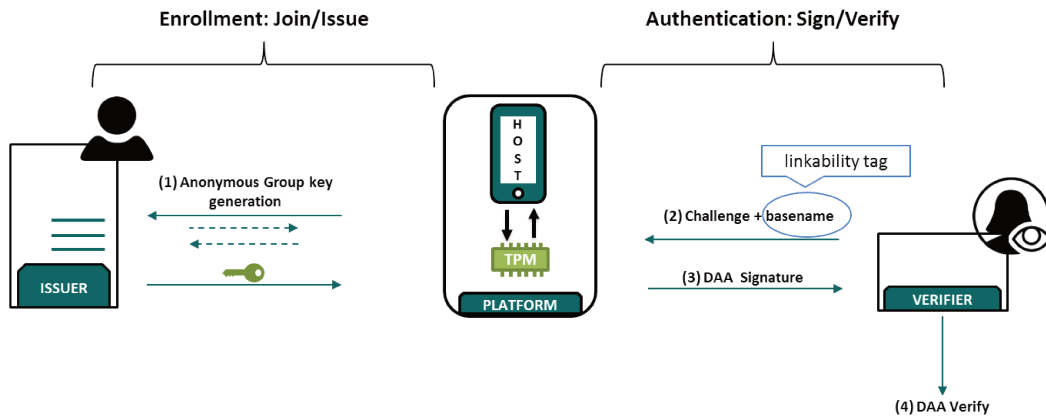 Enrollment: Join/Issue
Authentication: Sign/Verify
(1) Anonymous Group key
generation
ISSUER
HOST
TPM
PLATFORM
linkability tag
(2) Challenge + basename
(3) DAA Signature
VERIFIER
(4) DAA Verify